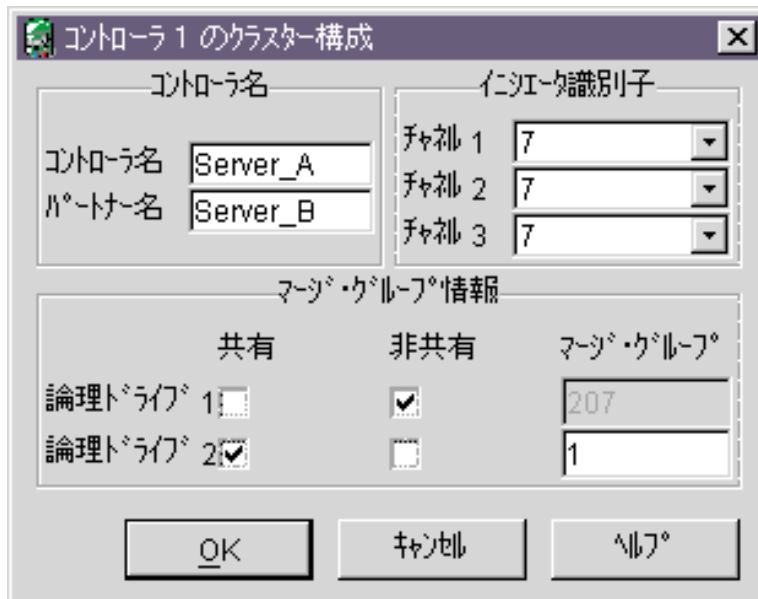 コントローラ 1 のクラスター構成
コントローラ名
コントローラ名 Server_A
パートナー名 Server_B
イニシエータ識別子
チャネル 1 7
チャネル 2 7
チャネル 3 7
マージ・グループ情報
共有 非共有 マージ・グループ
論理ドライブ 1 207
論理ドライブ 2 1
OK キャンセル ヘルプ